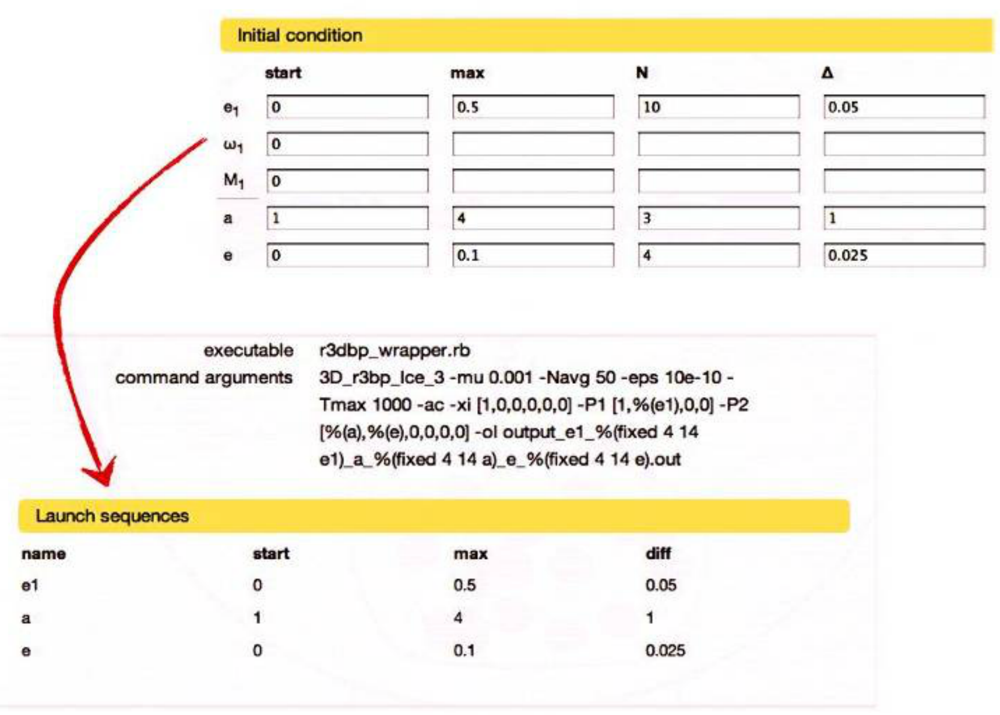 Initial condition
start max N Δ
e1 0 0.5 10 0.05
ω1 0
M1 0
a 1 4 3 1
e 0 0.1 4 0.025
executable r3dbp_wrapper.rb
command arguments 3D_r3bp_lce_3 -mu 0.001 -Navg 50 -eps 10e-10 -
Tmax 1000 -ac -xi [1,0,0,0,0,0] -P1 [1,%(e1),0,0] -P2
[%(a),%(e),0,0,0,0] -ol output_e1_%(fixed 4 14
e1)_a_%(fixed 4 14 a)_e_%(fixed 4 14 e).out
Launch sequences
name start max diff
e1 0 0.5 0.05
a 1 4 1
e 0 0.1 0.025